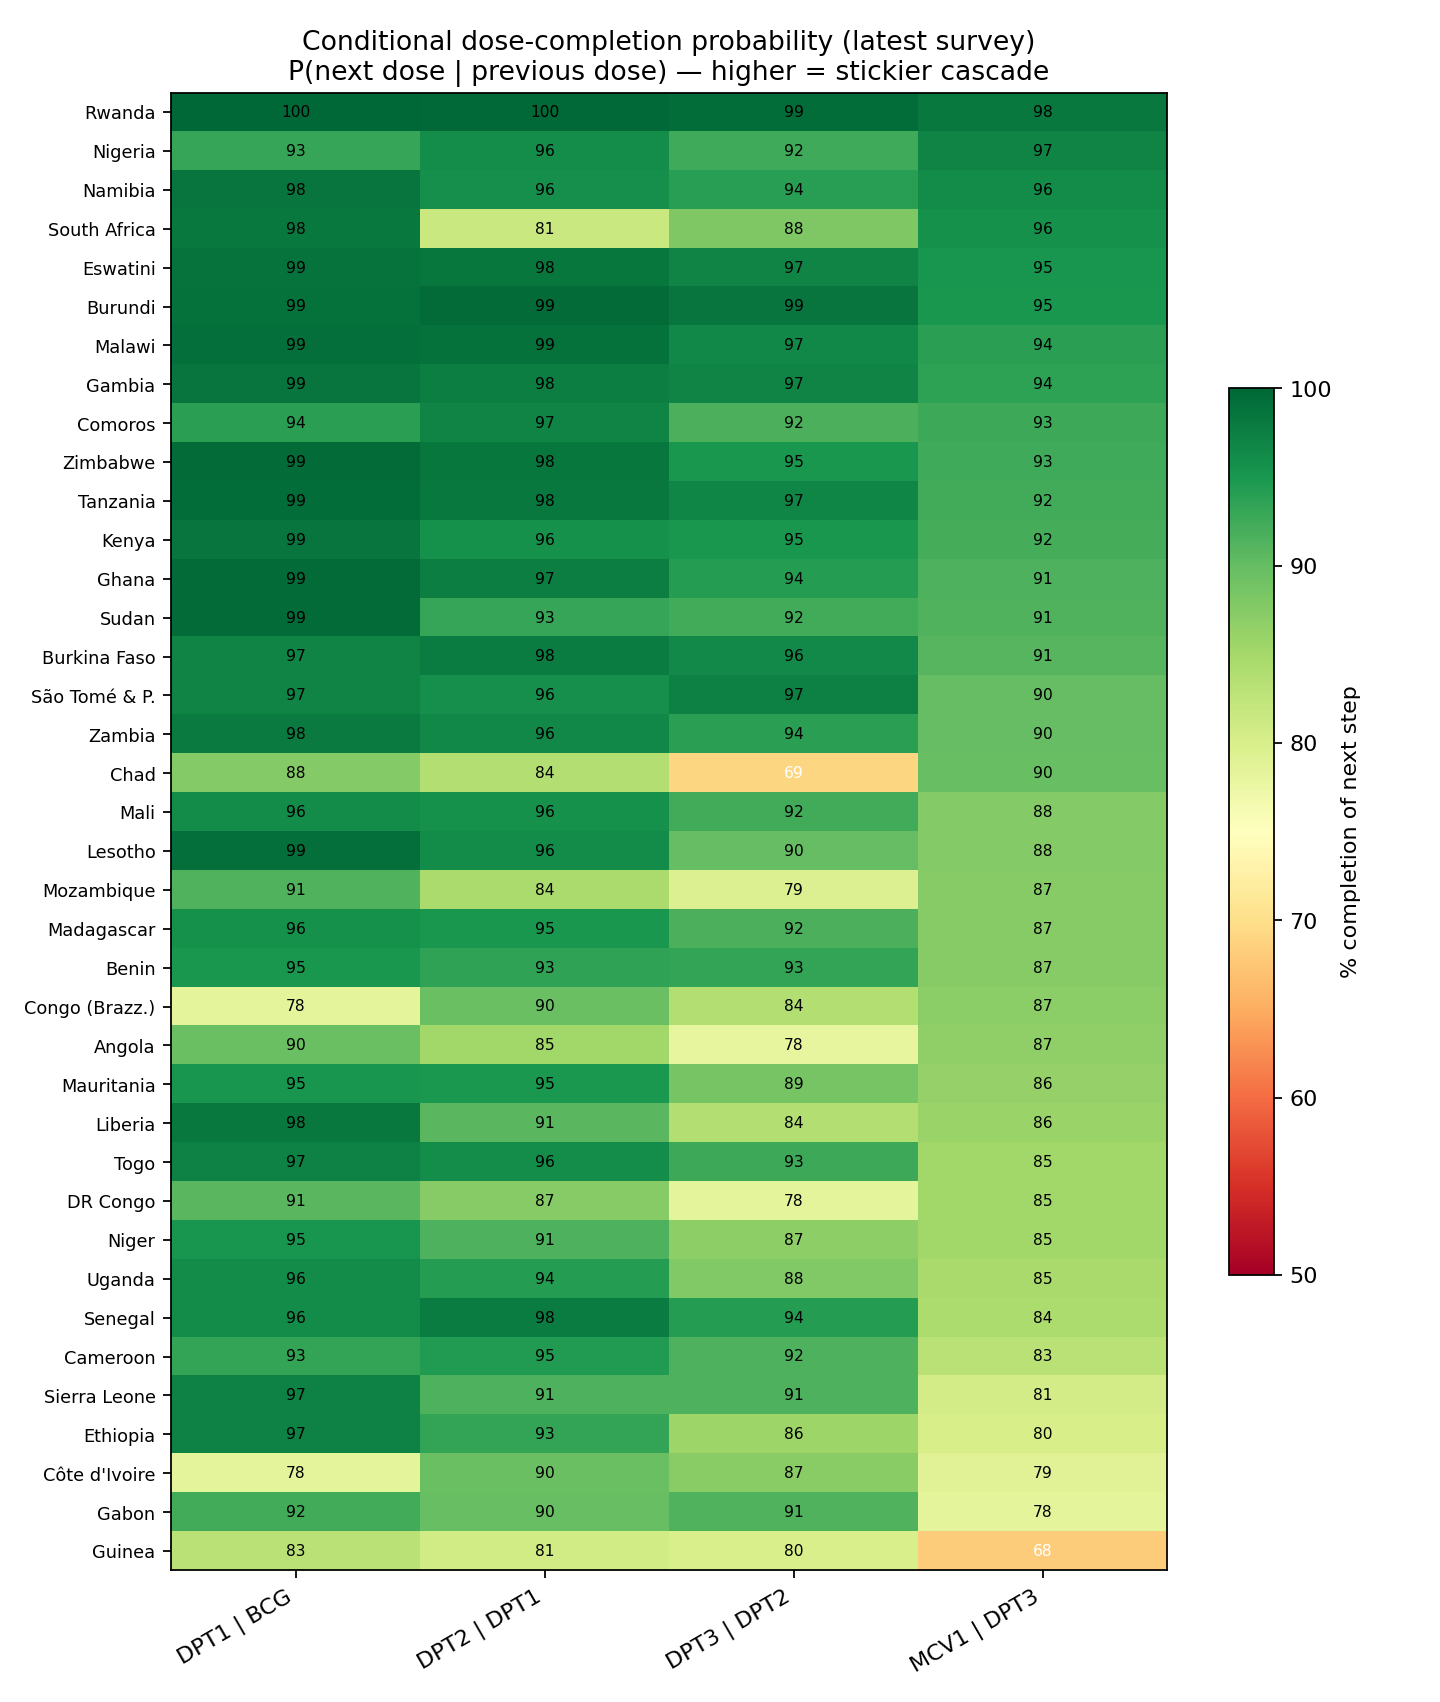 Conditional dose-completion probability (latest survey)
P(next dose | previous dose) — higher = stickier cascade
Rwanda 100 100 99 98
Nigeria 93 96 92 97
Namibia 98 96 94 96
South Africa 98 81 88 96
Eswatini 99 98 97 95
Burundi 99 99 99 95
Malawi 99 99 97 94
Gambia 99 98 97 94
Comoros 94 97 92 93
Zimbabwe 99 98 95 93
Tanzania 99 98 97 92
Kenya 99 96 95 92
Ghana 99 97 94 91
Sudan 99 93 92 91
Burkina Faso 97 98 96 91
São Tomé & P. 97 96 97 90
Zambia 98 96 94 90
Chad 88 84 69 90
Mali 96 96 92 88
Lesotho 99 96 90 88
Mozambique 91 84 79 87
Madagascar 96 95 92 87
Benin 95 93 93 87
Congo (Brazz.) 78 90 84 87
Angola 90 85 78 87
Mauritania 95 95 89 86
Liberia 98 91 84 86
Togo 97 96 93 85
DR Congo 91 87 78 85
Niger 95 91 87 85
Uganda 96 94 88 85
Senegal 96 98 94 84
Cameroon 93 95 92 83
Sierra Leone 97 91 91 81
Ethiopia 97 93 86 80
Côte d'Ivoire 78 90 87 79
Gabon 92 90 91 78
Guinea 83 81 80 68
DPT1 | BCG
DPT2 | DPT1
DPT3 | DPT2
MCV1 | DPT3
100
90
80
70
60
50
% completion of next step